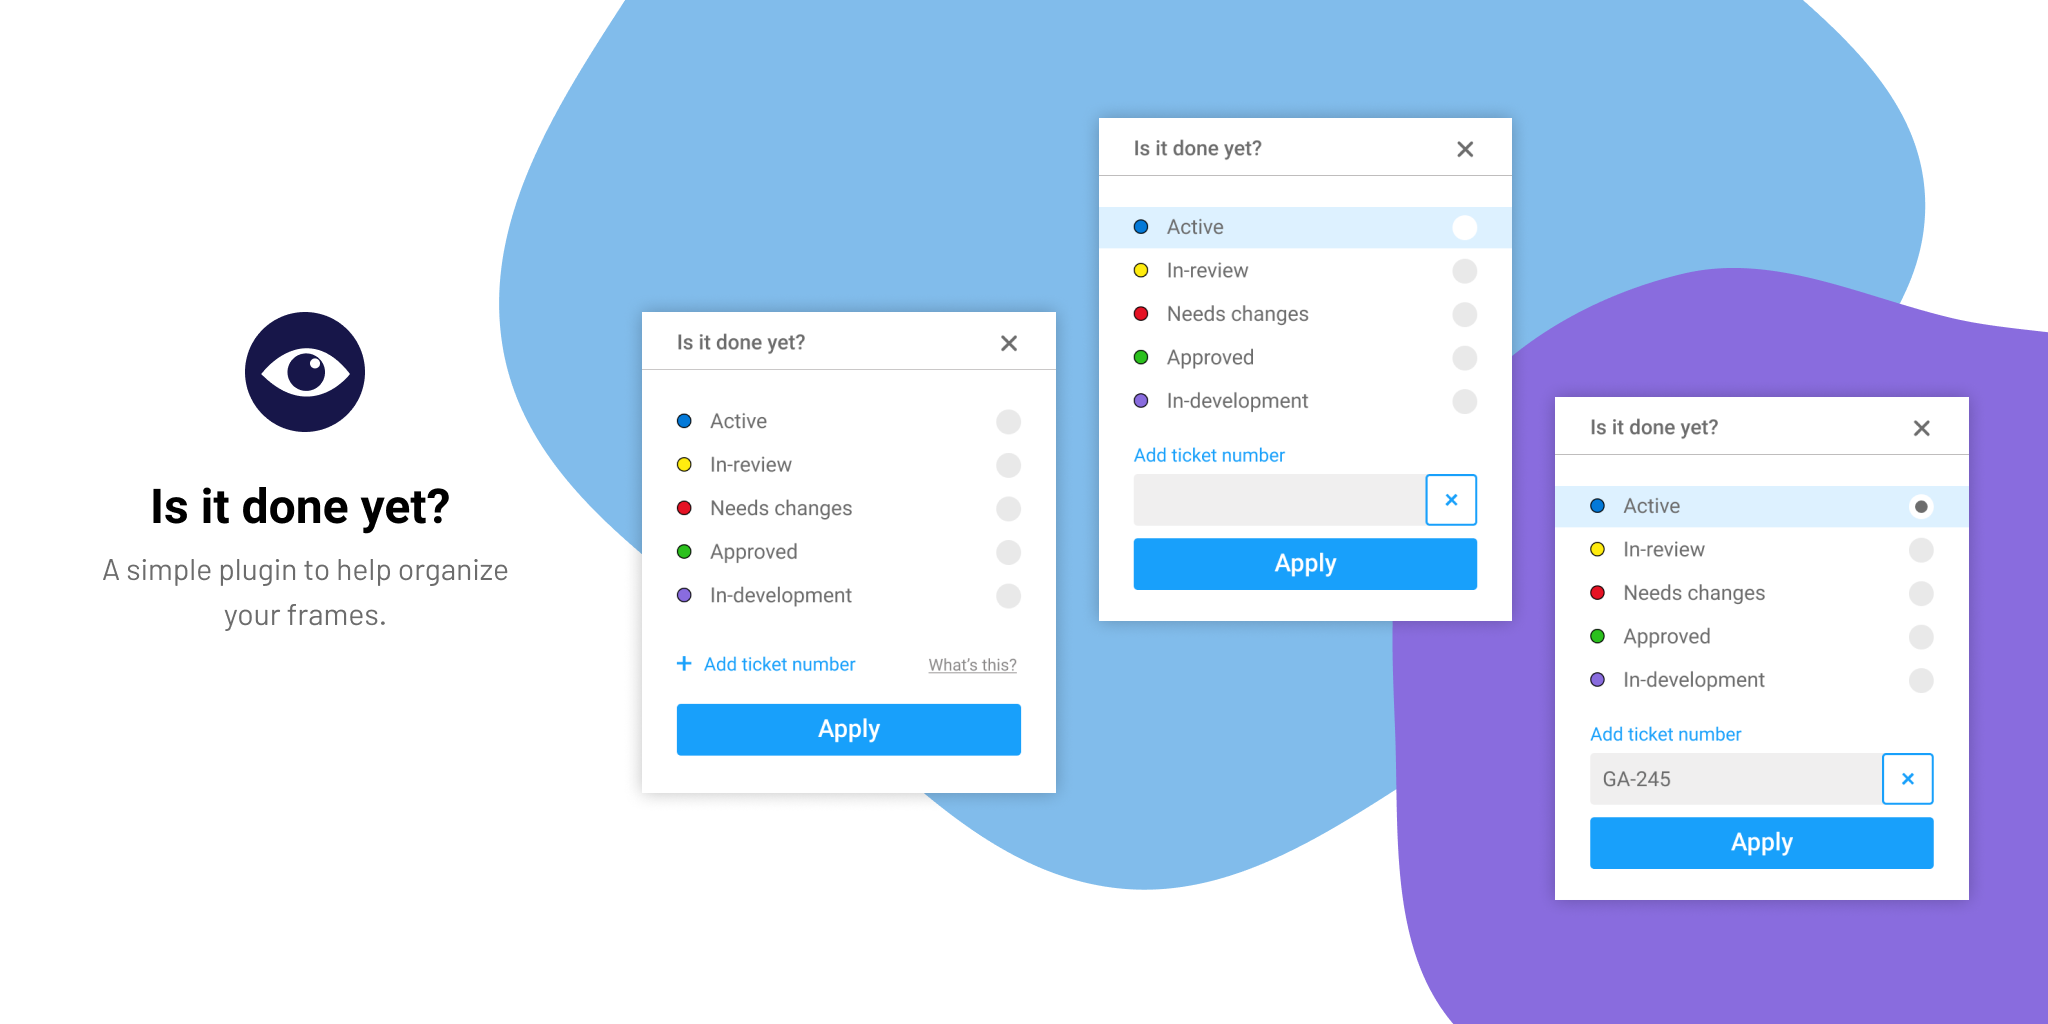 Is it done yet?
A simple plugin to help organize
your frames.
Is it done yet?
Active
In-review
Needs changes
Approved
In-development
+ Add ticket number
What's this?
Apply
Is it done yet?
Active
In-review
Needs changes
Approved
In-development
Add ticket number
Apply
Is it done yet?
Active
In-review
Needs changes
Approved
In-development
Add ticket number
GA-245
Apply